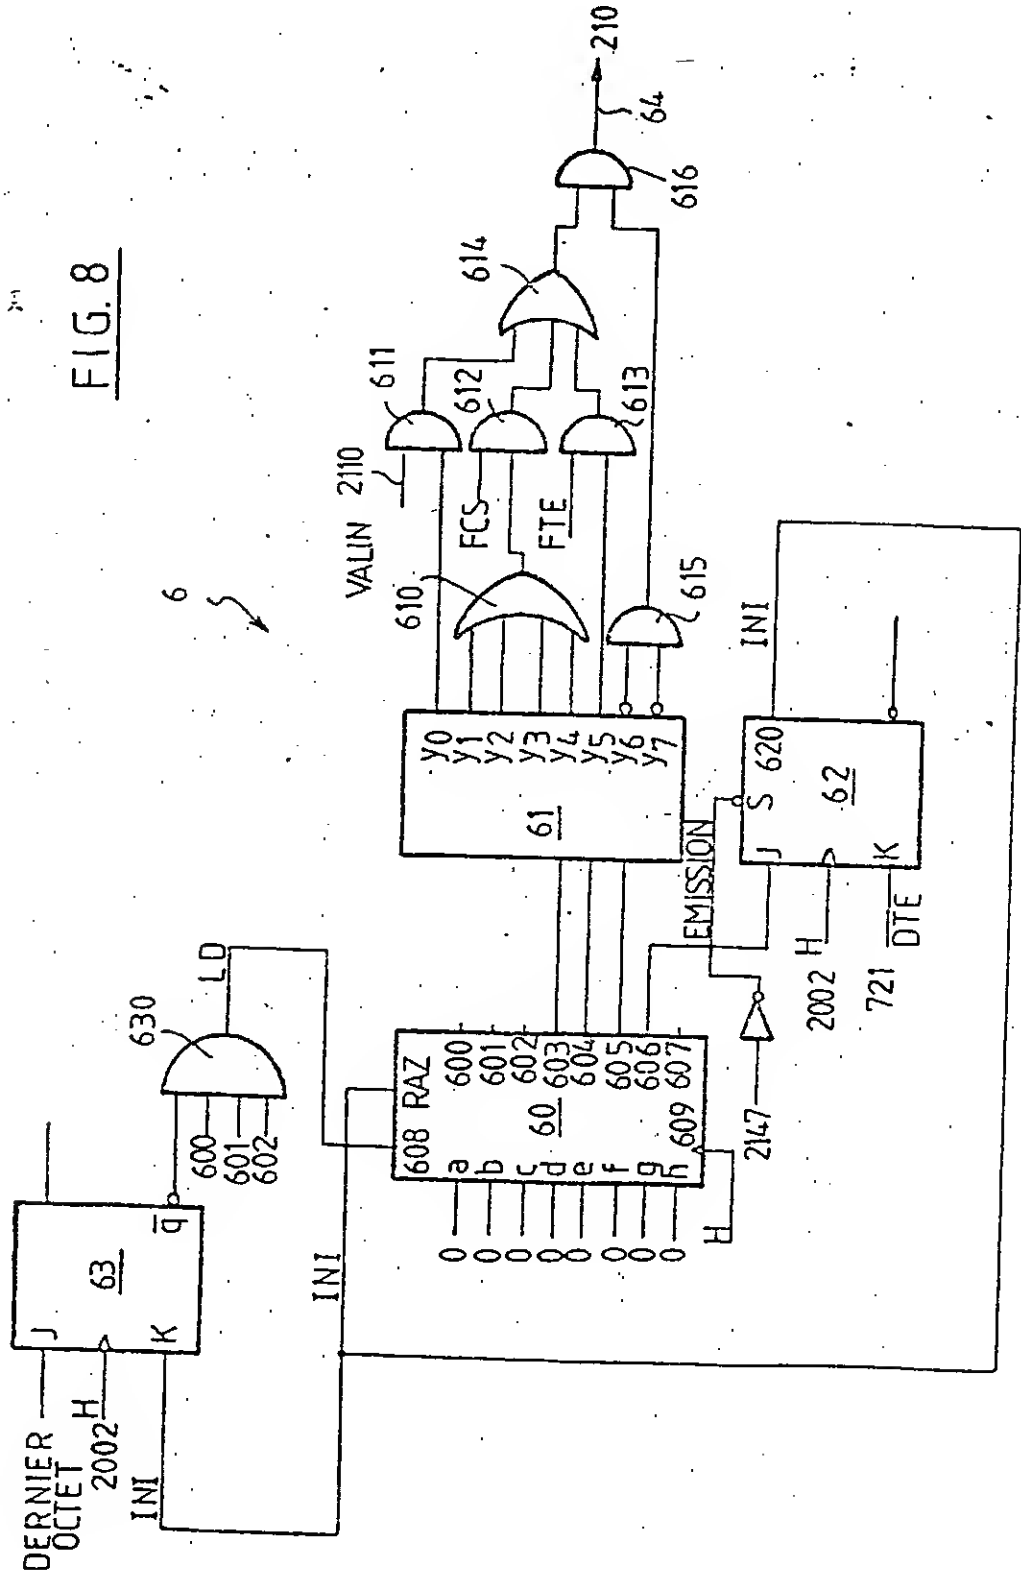 FIG. 8
6
DERNIER
OCTET
H
2002
INI
J
K
63
q̅
630
600
601
602
LD
INI
608 RAZ
a
b
c
d
e
f
g
h
0
0
0
0
0
0
0
0
600
601
602
603
604
605
606
607
60
609
H
2147
EMISSION
61
y0
y1
y2
y3
y4
y5
y6
y7
VALIN 2110
610
FCS
FTE
611
612
613
614
615
616
64
210
J
S
K
620
62
H
2002
721
DTE
INI